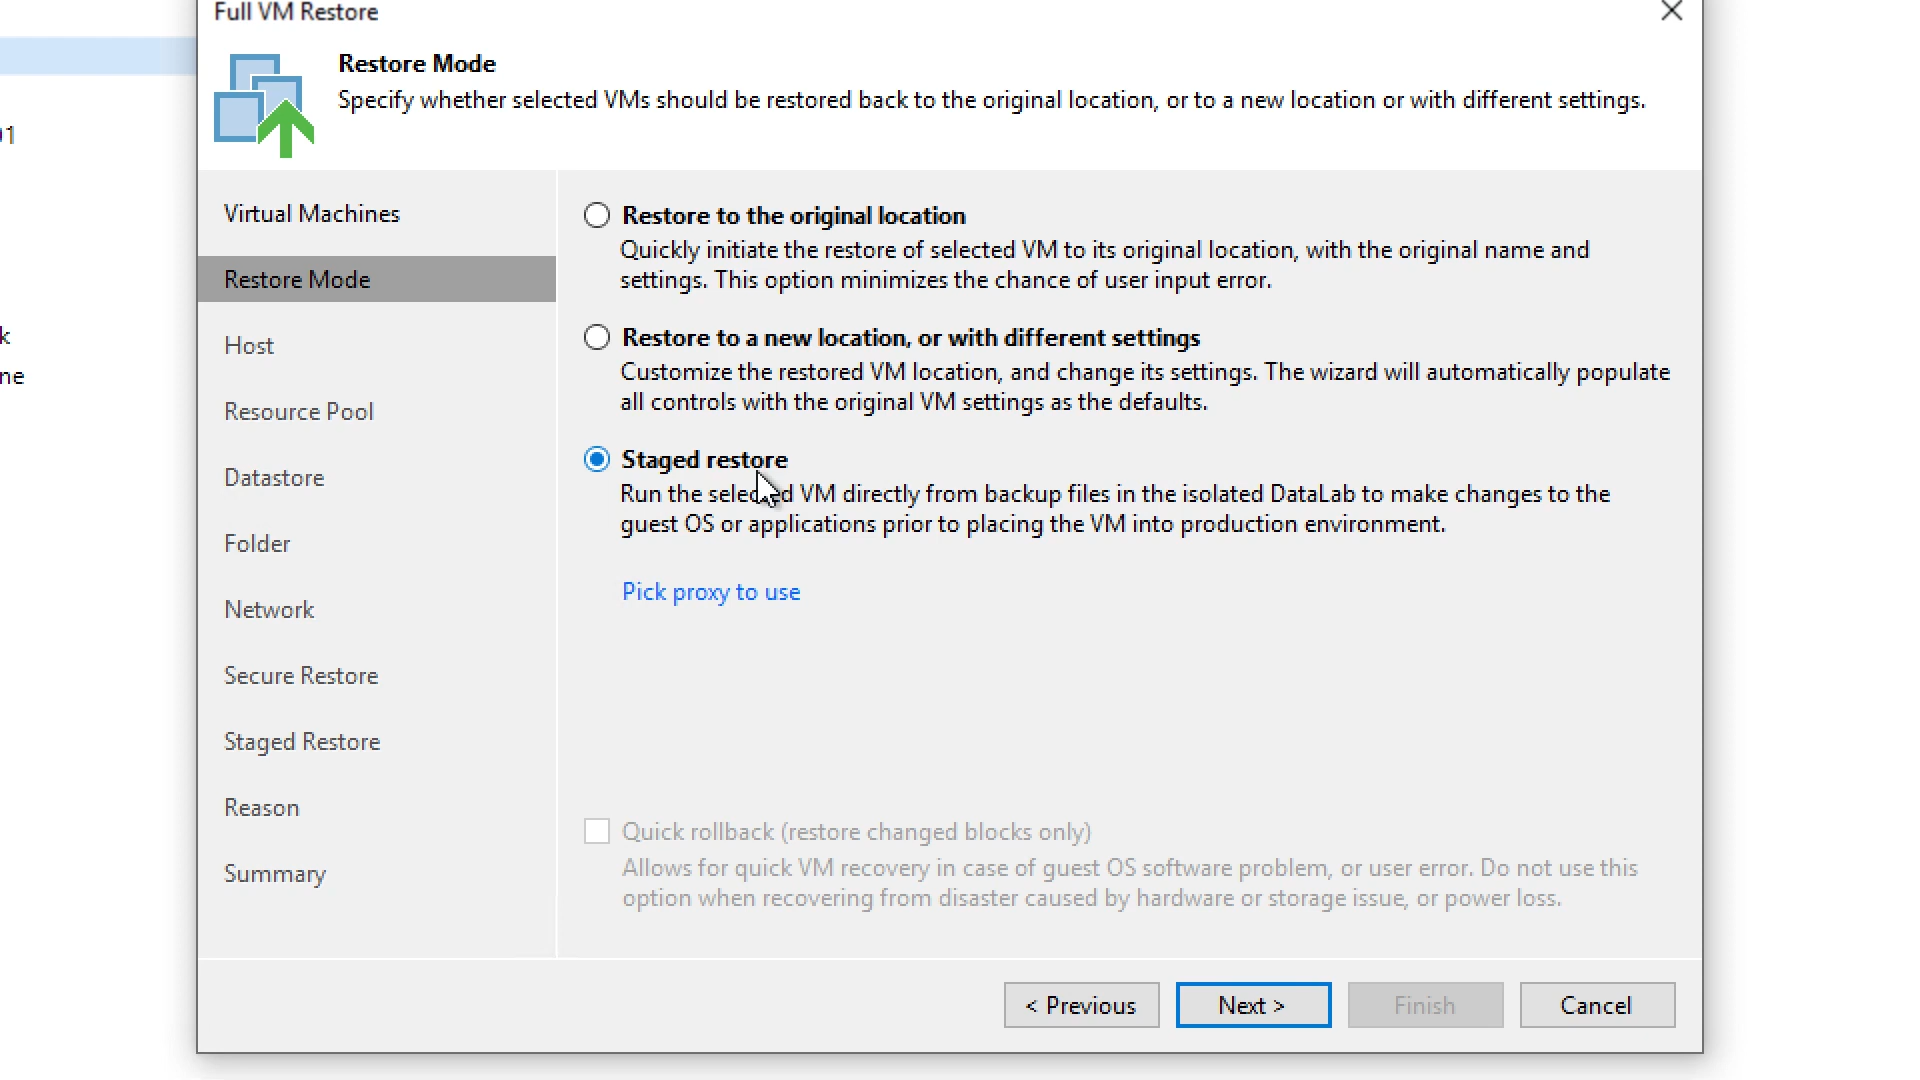 Full VM Restore
Restore Mode
Specify whether selected VMs should be restored back to the original location, or to a new location or with different settings.
Virtual Machines
Restore Mode
Host
Resource Pool
Datastore
Folder
Network
Secure Restore
Staged Restore
Reason
Summary
Restore to the original location
Quickly initiate the restore of selected VM to its original location, with the original name and
settings. This option minimizes the chance of user input error.
Restore to a new location, or with different settings
Customize the restored VM location, and change its settings. The wizard will automatically populate
all controls with the original VM settings as the defaults.
Staged restore
Run the selected VM directly from backup files in the isolated DataLab to make changes to the
guest OS or applications prior to placing the VM into production environment.
Pick proxy to use
Quick rollback (restore changed blocks only)
Allows for quick VM recovery in case of guest OS software problem, or user error. Do not use this
option when recovering from disaster caused by hardware or storage issue, or power loss.
< Previous
Next >
Finish
Cancel